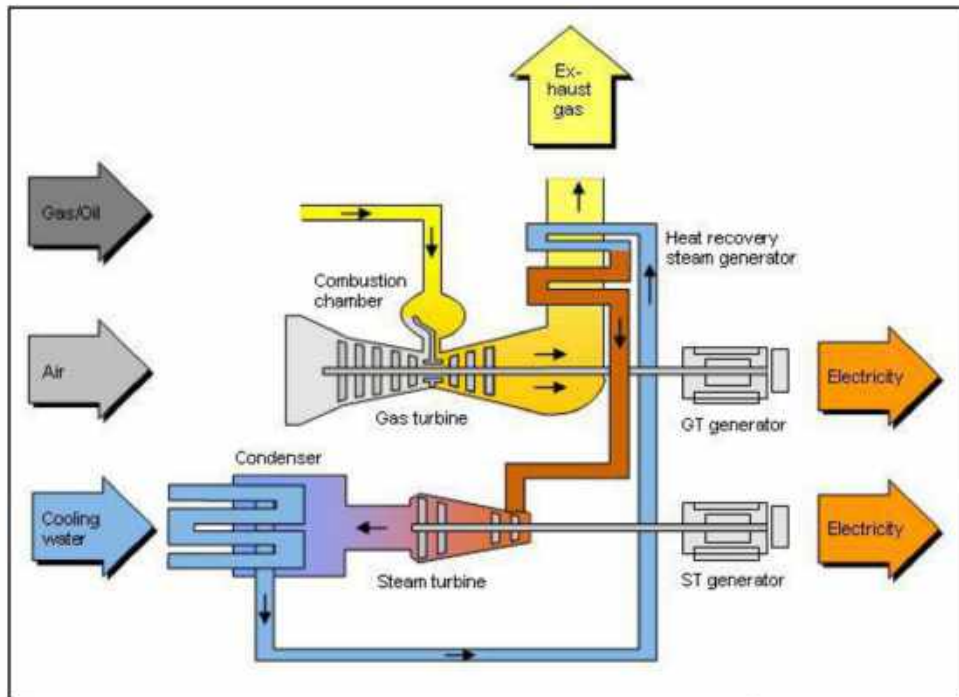 Ex-
haust
gas
Gas/Oil
Heat recovery
steam generator
Combustion
chamber
Air
Electricity
Gas turbine
GT generator
Condenser
Cooling
water
Electricity
Steam turbine
ST generator